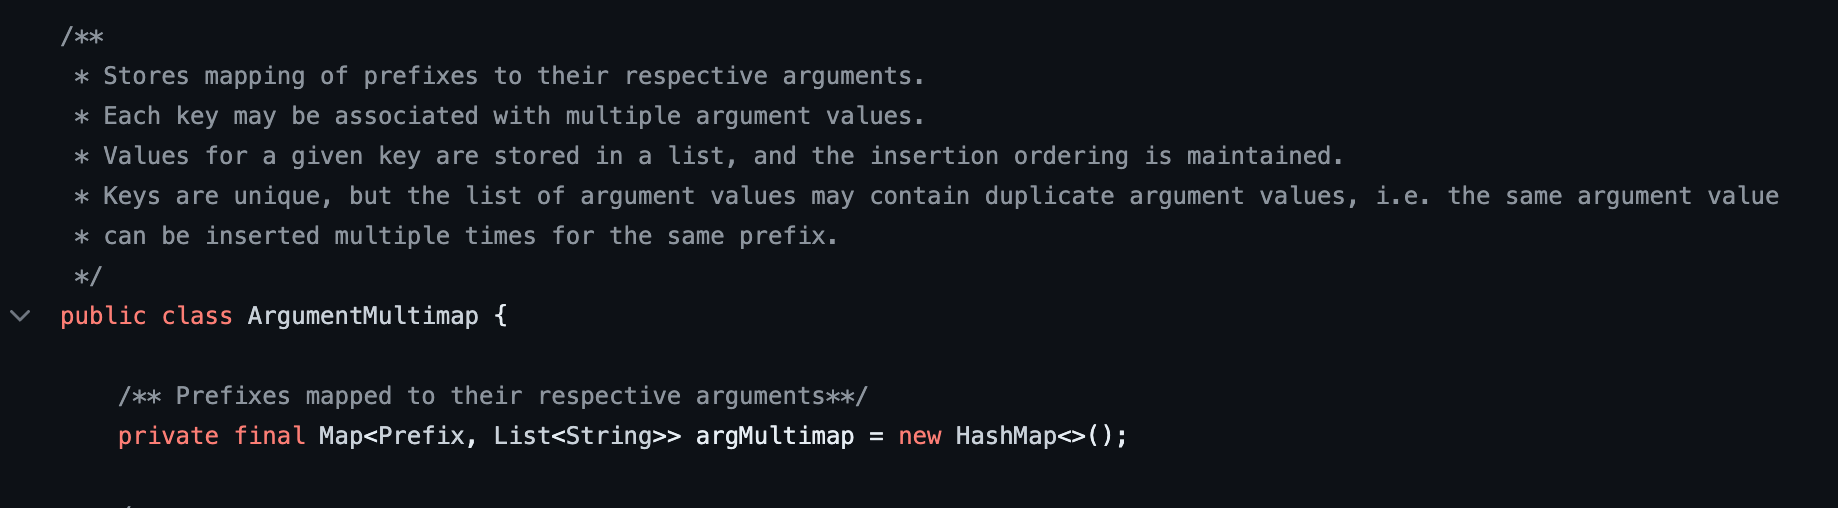 /**
* Stores mapping of prefixes to their respective arguments.
* Each key may be associated with multiple argument values.
* Values for a given key are stored in a list, and the insertion ordering is maintained.
* Keys are unique, but the list of argument values may contain duplicate argument values, i.e. the same argument value
* can be inserted multiple times for the same prefix.
*/
public class ArgumentMultimap {
/** Prefixes mapped to their respective arguments**/
private final Map<Prefix, List<String>> argMultimap = new HashMap<>();